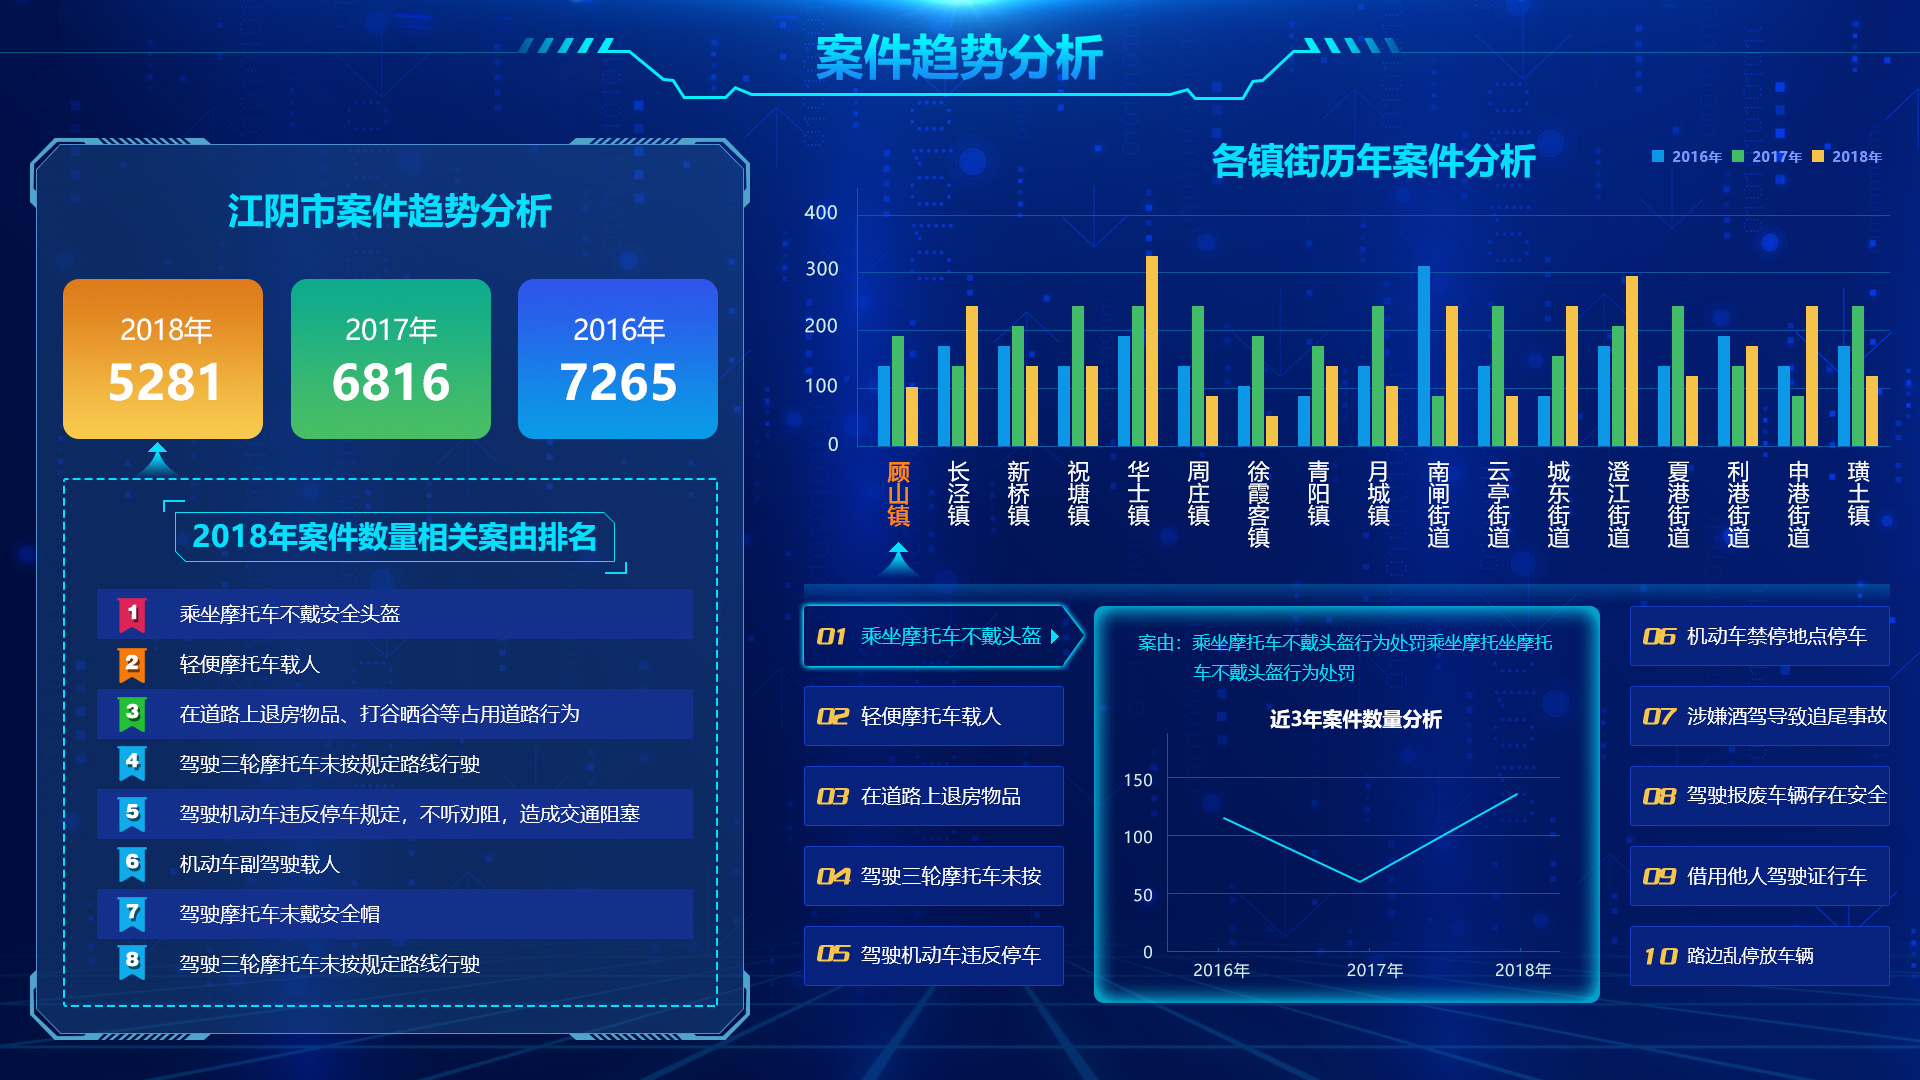 案件趋势分析
江阴市案件趋势分析
2018年
5281
2017年
6816
2016年
7265
2018年案件数量相关案由排名
1 乘坐摩托车不戴安全头盔
2 轻便摩托车载人
3 在道路上退房物品、打谷晒谷等占用道路行为
4 驾驶三轮摩托车未按规定路线行驶
5 驾驶机动车违反停车规定，不听劝阻，造成交通阻塞
6 机动车副驾驶载人
7 驾驶摩托车未戴安全帽
8 驾驶三轮摩托车未按规定路线行驶
各镇街历年案件分析
2016年 2017年 2018年
400
300
200
100
0
顾山镇
长泾镇
新桥镇
祝塘镇
华士镇
周庄镇
徐霞客镇
青阳镇
月城镇
南闸街道
云亭街道
城东街道
澄江街道
夏港街道
利港街道
申港街道
璜土镇
01 乘坐摩托车不戴头盔
02 轻便摩托车载人
03 在道路上退房物品
04 驾驶三轮摩托车未按
05 驾驶机动车违反停车
案由：乘坐摩托车不戴头盔行为处罚乘坐摩托坐摩托
车不戴头盔行为处罚
近3年案件数量分析
150
100
50
0
2016年 2017年 2018年
06 机动车禁停地点停车
07 涉嫌酒驾导致追尾事故
08 驾驶报废车辆存在安全
09 借用他人驾驶证行车
10 路边乱停放车辆